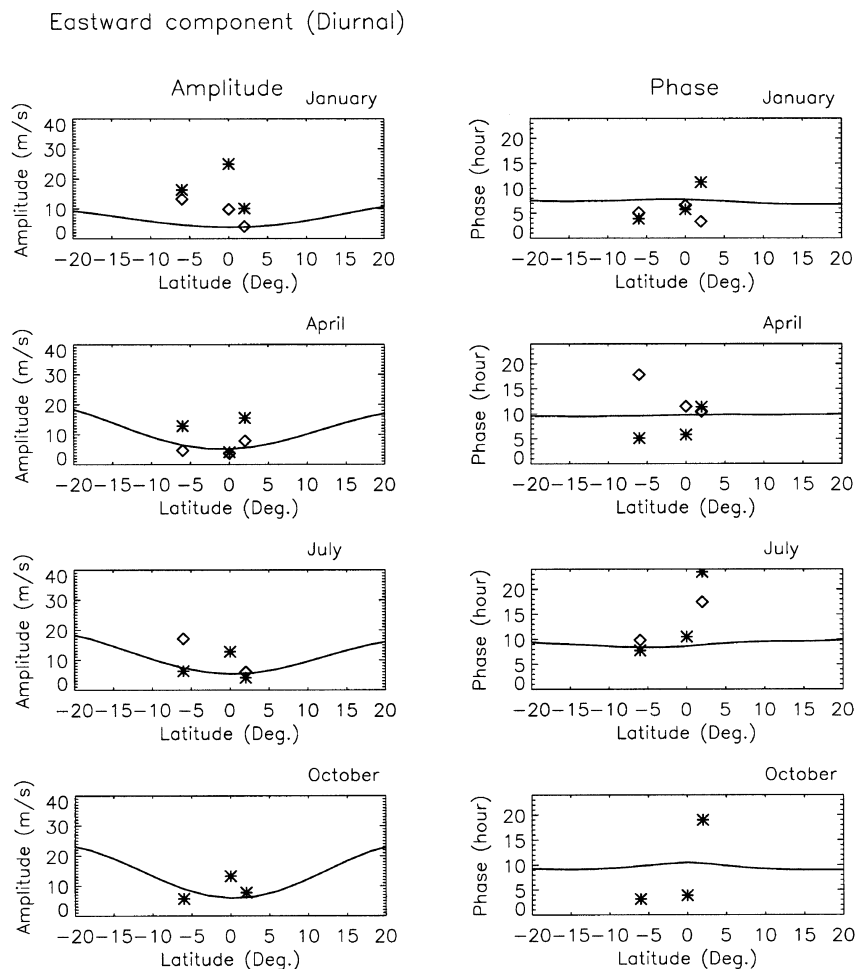 Eastward component (Diurnal)
Amplitude
January
Amplitude (m/s)
40
30
20
10
0
-20-15-10 -5 0 5 10 15 20
Latitude (Deg.)
Phase
January
Phase (hour)
20
15
10
5
0
-20-15-10 -5 0 5 10 15 20
Latitude (Deg.)
April
Amplitude (m/s)
40
30
20
10
0
-20-15-10 -5 0 5 10 15 20
Latitude (Deg.)
April
Phase (hour)
20
15
10
5
0
-20-15-10 -5 0 5 10 15 20
Latitude (Deg.)
July
Amplitude (m/s)
40
30
20
10
0
-20-15-10 -5 0 5 10 15 20
Latitude (Deg.)
July
Phase (hour)
20
15
10
5
0
-20-15-10 -5 0 5 10 15 20
Latitude (Deg.)
October
Amplitude (m/s)
40
30
20
10
0
-20-15-10 -5 0 5 10 15 20
Latitude (Deg.)
October
Phase (hour)
20
15
10
5
0
-20-15-10 -5 0 5 10 15 20
Latitude (Deg.)